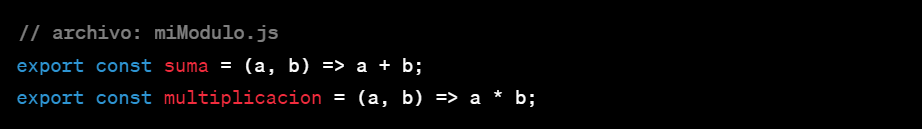 // archivo: miModulo.js
export const suma = (a, b) => a + b;
export const multiplicacion = (a, b) => a * b;